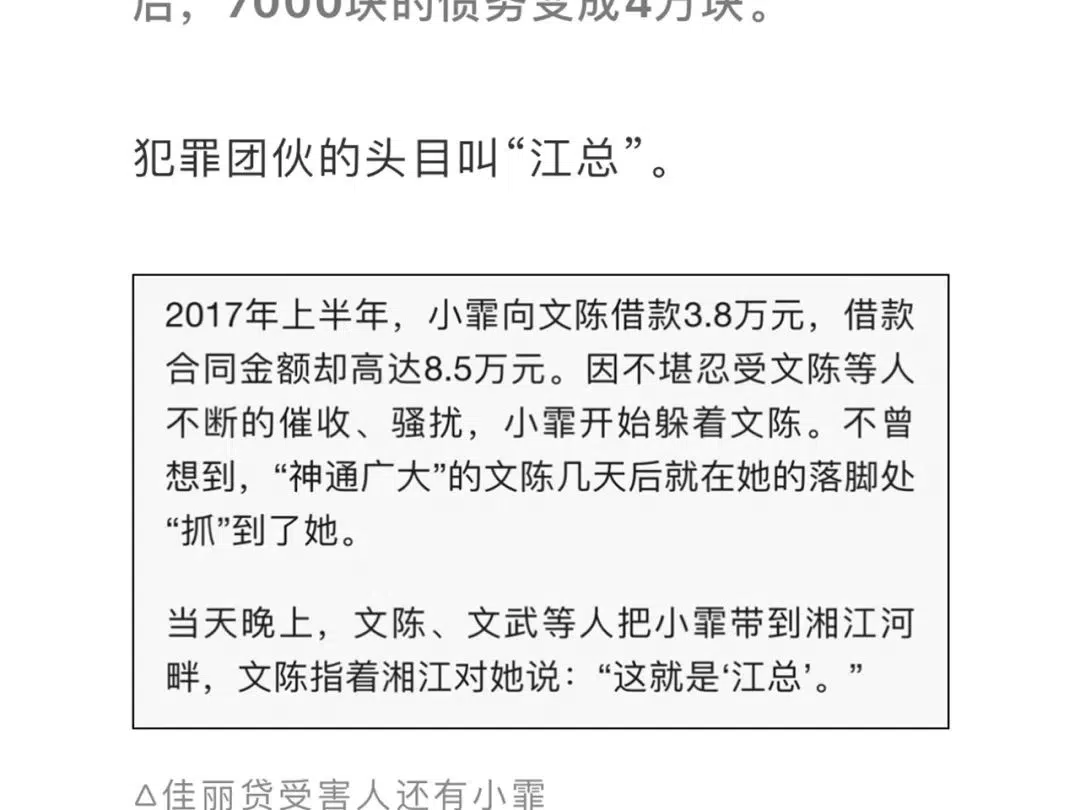 后，7000块的债务变成4万块。
犯罪团伙的头目叫“江总”。
2017年上半年，小霏向文陈借款3.8万元，借款
合同金额却高达8.5万元。因不堪忍受文陈等人
不断的催收、骚扰，小霏开始躲着文陈。不曾
想到，“神通广大”的文陈几天后就在她的落脚处
“抓”到了她。
当天晚上，文陈、文武等人把小霏带到湘江河
畔，文陈指着湘江对她说：“这就是‘江总’。”
△佳丽贷受害人还有小霏